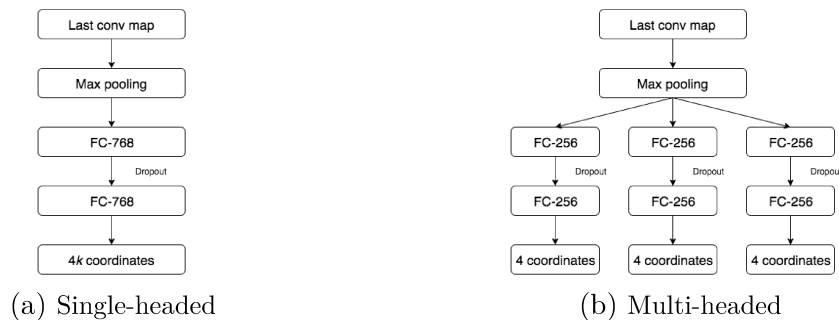 Last conv map
Max pooling
FC-768
Dropout
FC-768
4k coordinates
(a) Single-headed
Last conv map
Max pooling
FC-256 FC-256 FC-256
Dropout Dropout Dropou
FC-256 FC-256 FC-256
4 coordinates 4 coordinates 4 coordinates
(b) Multi-headed